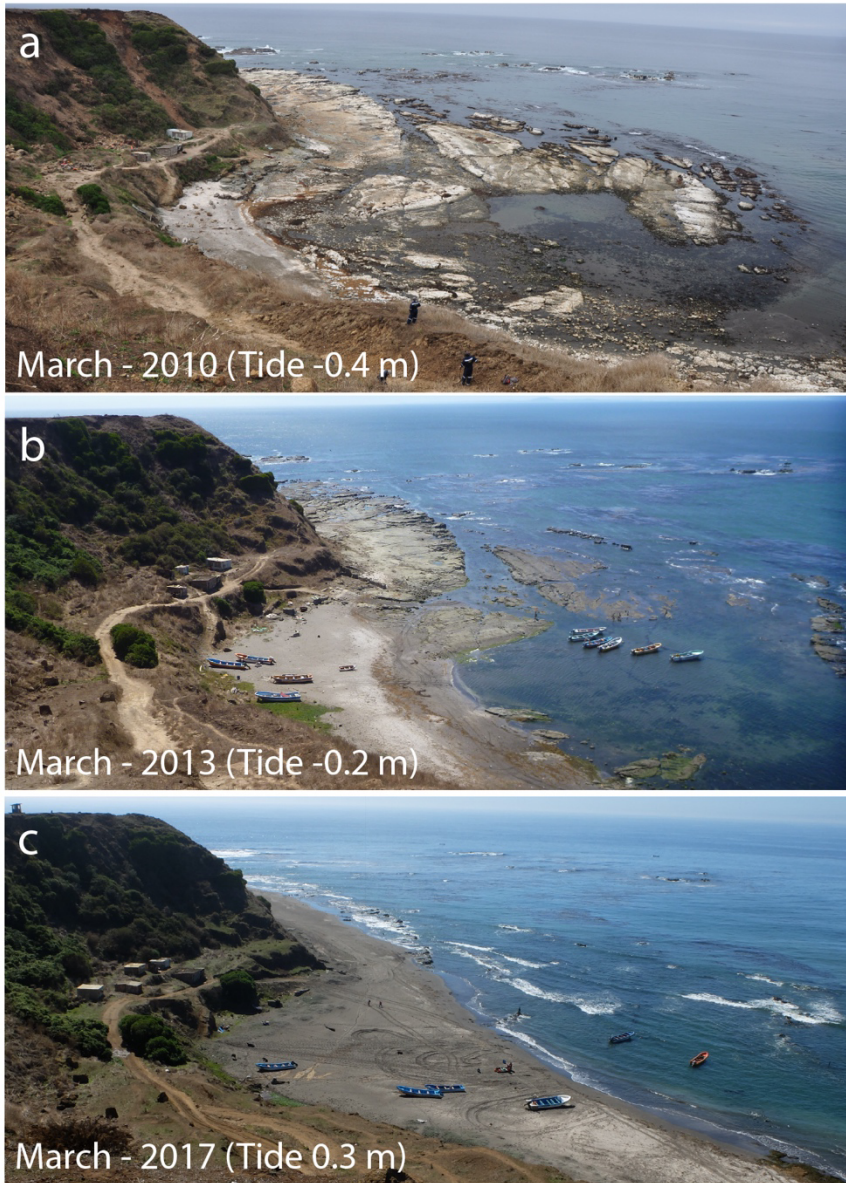 a
March - 2010 (Tide -0.4 m)
b
March - 2013 (Tide -0.2 m)
c
March - 2017 (Tide 0.3 m)